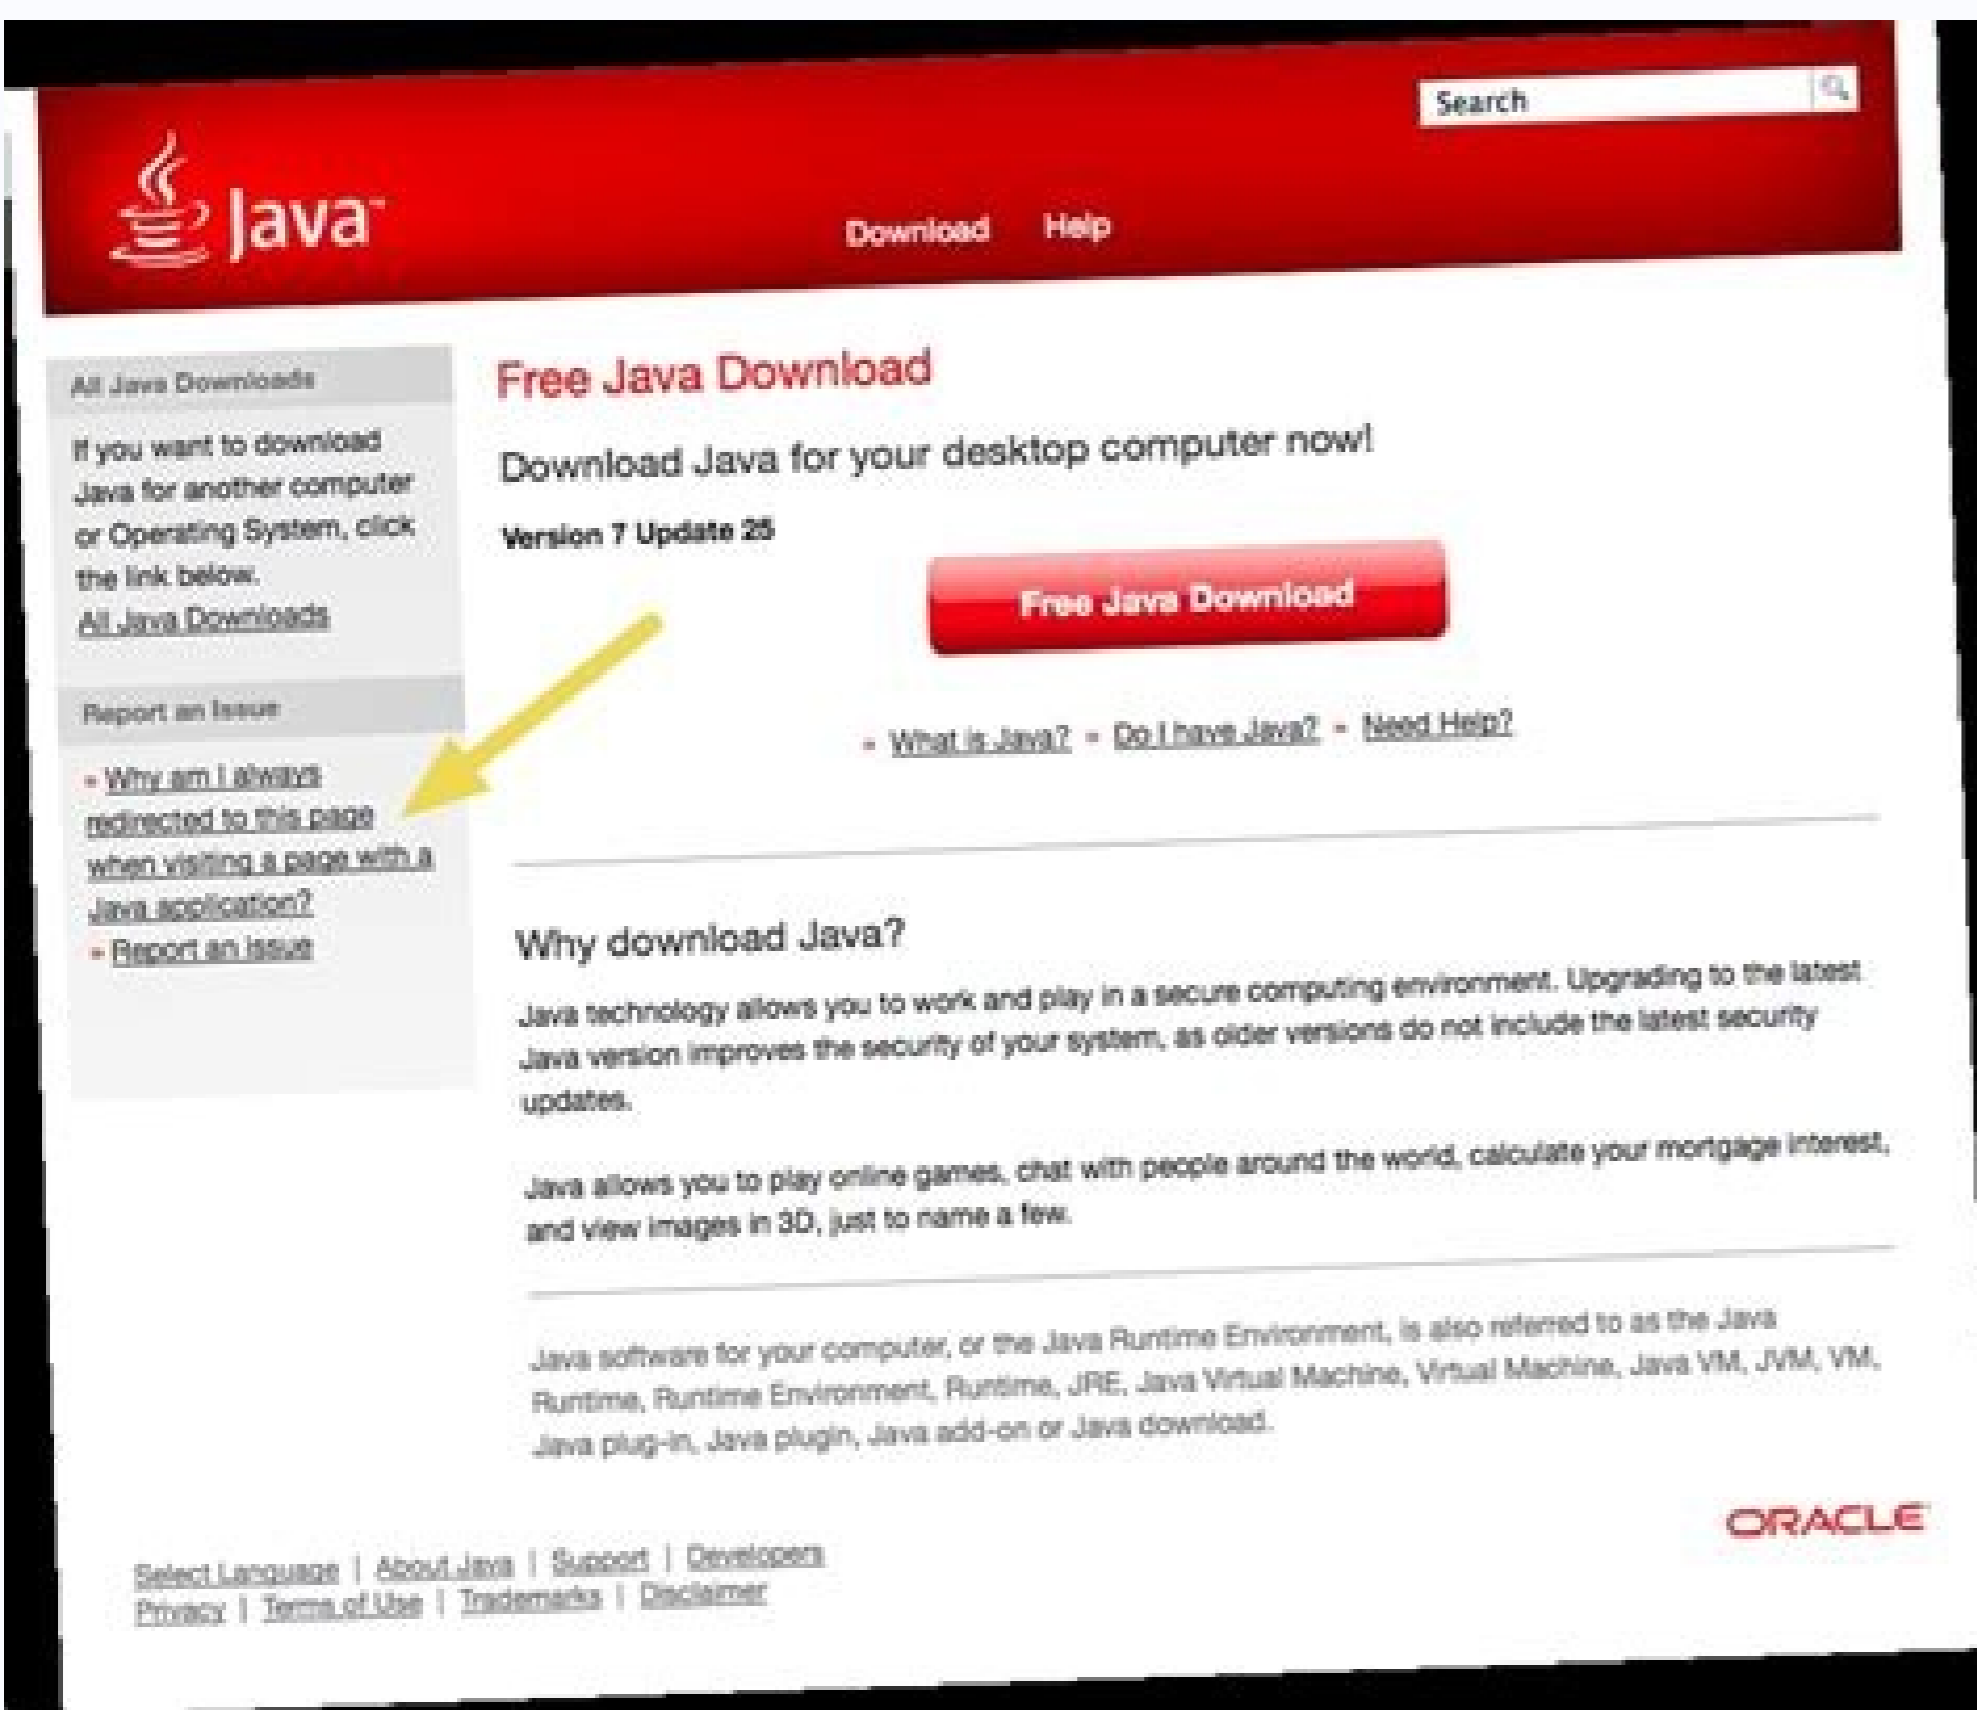 Search
Java™
Download Help
All Java Downloads
If you want to download
Java for another computer
or Operating System, click
the link below.
All Java Downloads
Report an Issue
- Why am I always
redirected to this page
when visiting a page with a
Java application?
- Report an issue
Free Java Download
Download Java for your desktop computer now!
Version 7 Update 25
Free Java Download
- What is Java? - Do I have Java? - Need Help?
Why download Java?
Java technology allows you to work and play in a secure computing environment. Upgrading to the latest
Java version improves the security of your system, as older versions do not include the latest security
updates.
Java allows you to play online games, chat with people around the world, calculate your mortgage interest,
and view images in 3D, just to name a few.
Java software for your computer, or the Java Runtime Environment, is also referred to as the Java
Runtime, Runtime Environment, Runtime, JRE, Java Virtual Machine, Virtual Machine, Java VM, JVM, VM,
Java plug-in, Java plugin, Java add-on or Java download.
ORACLE
Select Language | About Java | Support | Developers
Privacy | Terms of Use | Trademarks | Disclaimer